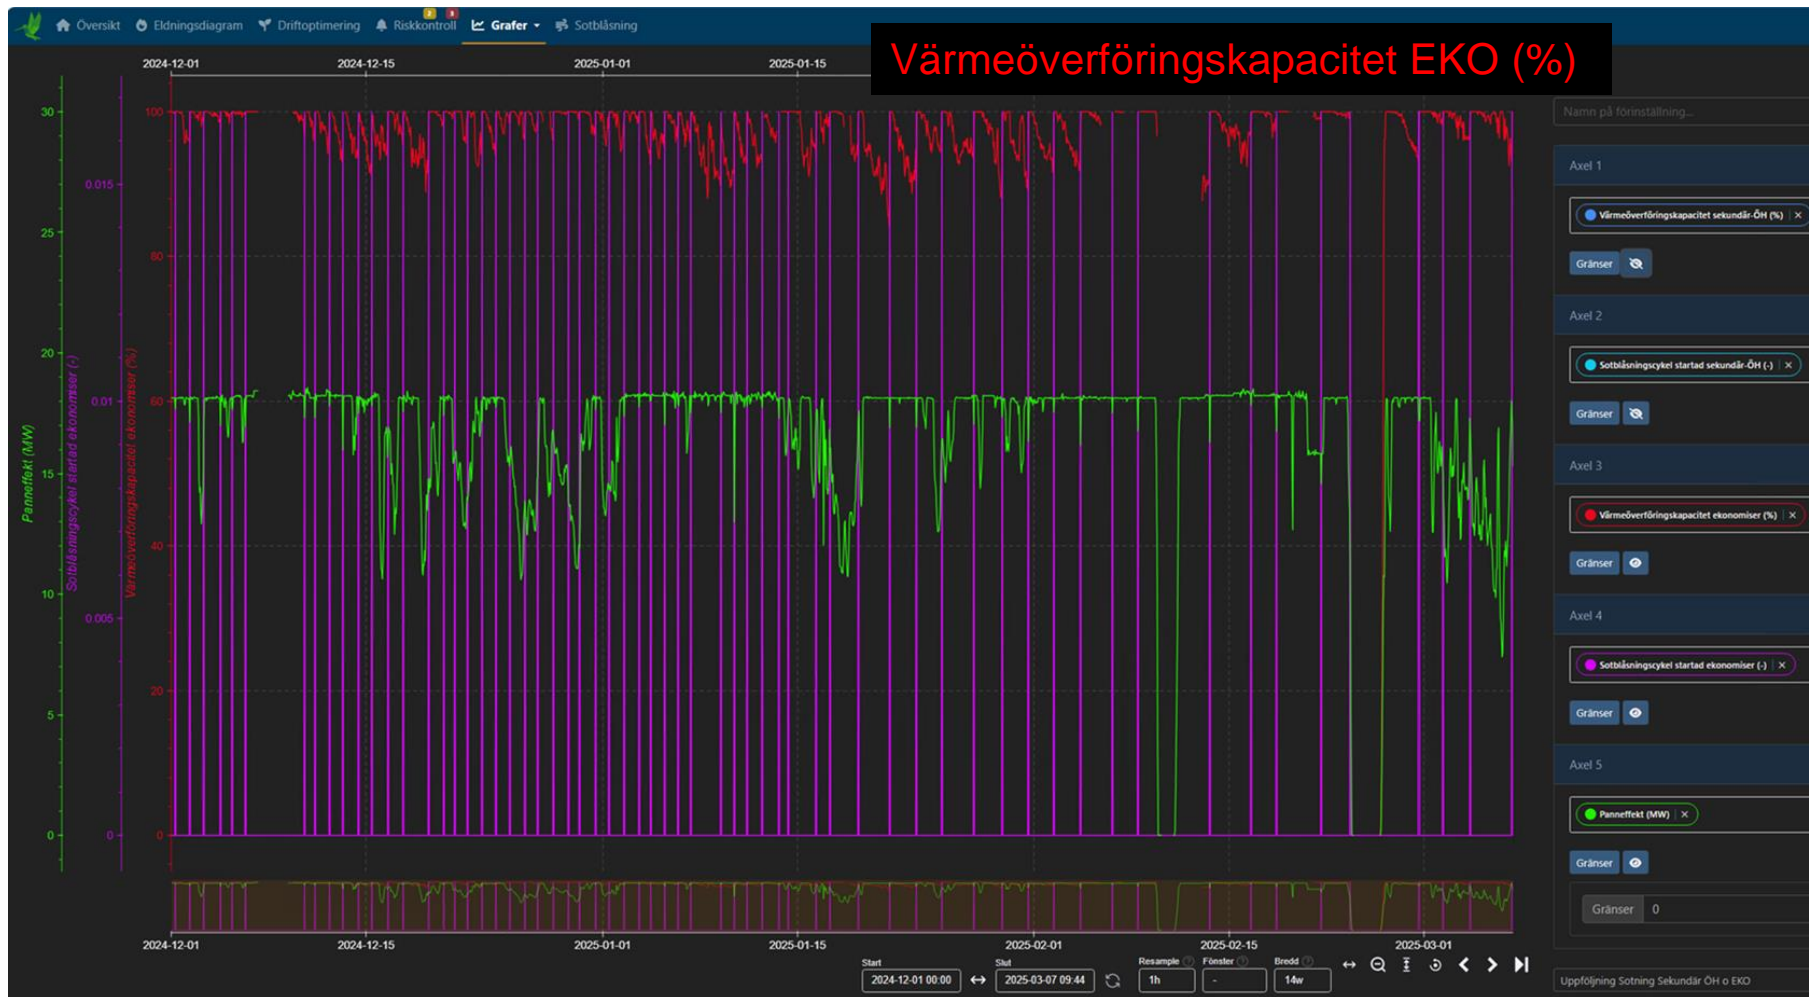 Översikt Eldningsdiagram Driftoptimering Riskkontroll 2 3 Grafer Sotblåsning
Värmeöverföringskapacitet EKO (%)
2024-12-01 2024-12-15 2025-01-01 2025-01-15
30
25
20
15
10
5
0
Panneffekt (MW)
0.015
0.01
0.005
0
Sotblåsningscykel startad ekonomiser (-)
100
80
60
40
20
0
Värmeöverföringskapacitet ekonomiser (%)
Namn på förinställning...
Axel 1
Värmeöverföringskapacitet sekundär-ÖH (%) ×
Gränser
Axel 2
Sotblåsningscykel startad sekundär-ÖH (-) ×
Gränser
Axel 3
Värmeöverföringskapacitet ekonomiser (%) ×
Gränser
Axel 4
Sotblåsningscykel startad ekonomiser (-) ×
Gränser
Axel 5
Panneffekt (MW) ×
Gränser
Gränser 0
2024-12-01 2024-12-15 2025-01-01 2025-01-15 2025-02-01 2025-02-15 2025-03-01
Start Slut Resample ? Fönster ? Bredd ?
2024-12-01 00:00 2025-03-07 09:44 1h - 14w
Uppföljning Sotning Sekundär ÖH o EKO